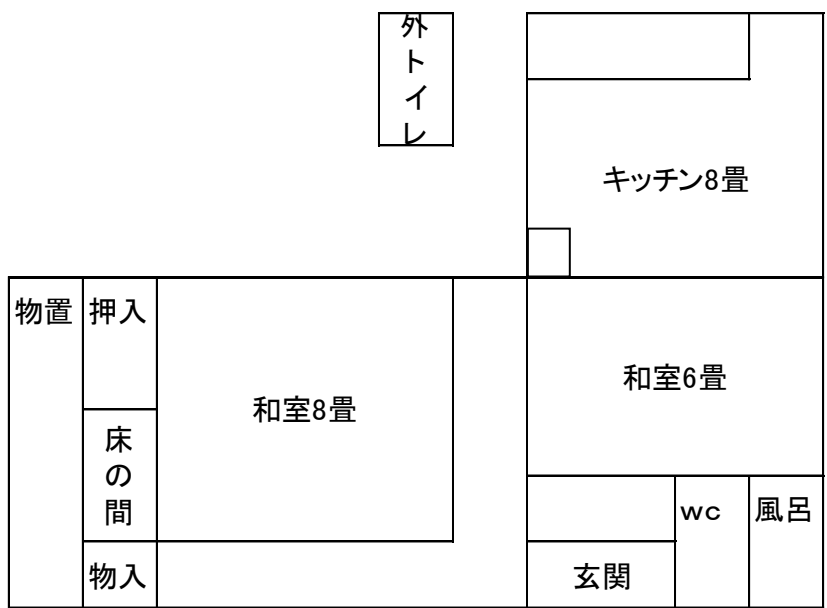 外トイレ
キッチン8畳
物置
押入
和室8畳
和室6畳
床の間
wc
風呂
物入
玄関